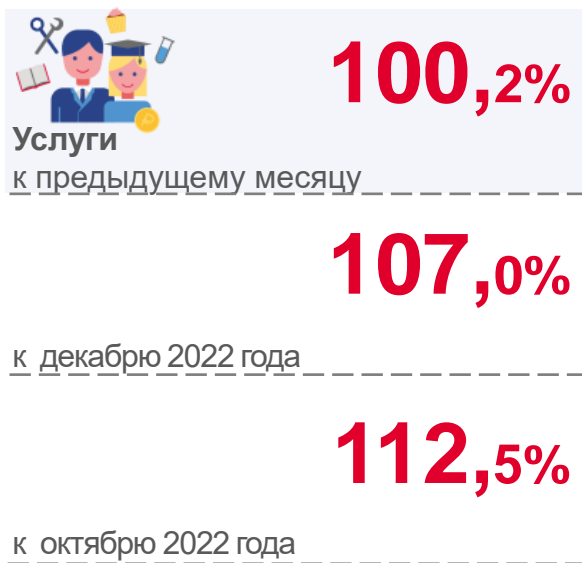 100,2%
Услуги
к предыдущему месяцу
107,0%
к декабрю 2022 года
112,5%
к октябрю 2022 года